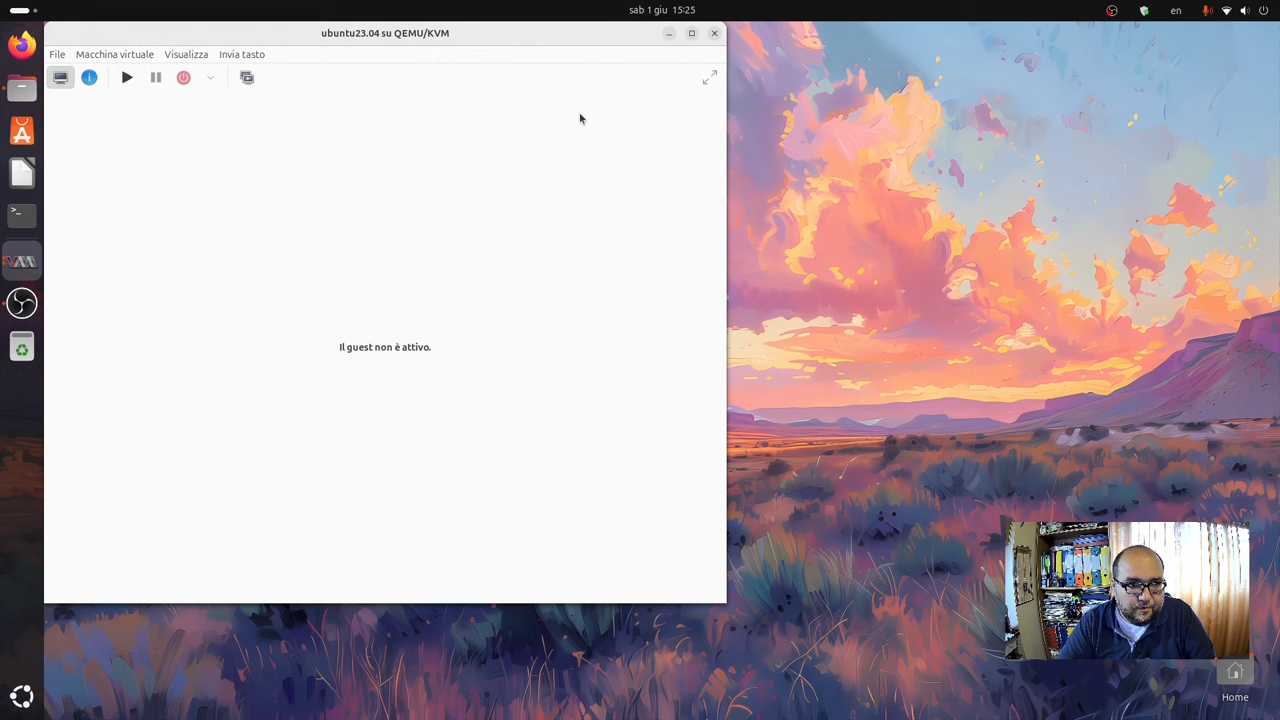 sab 1 giu 15:25
en
ubuntu23.04 su QEMU/KVM
File Macchina virtuale Visualizza Invia tasto
Il guest non è attivo.
Home